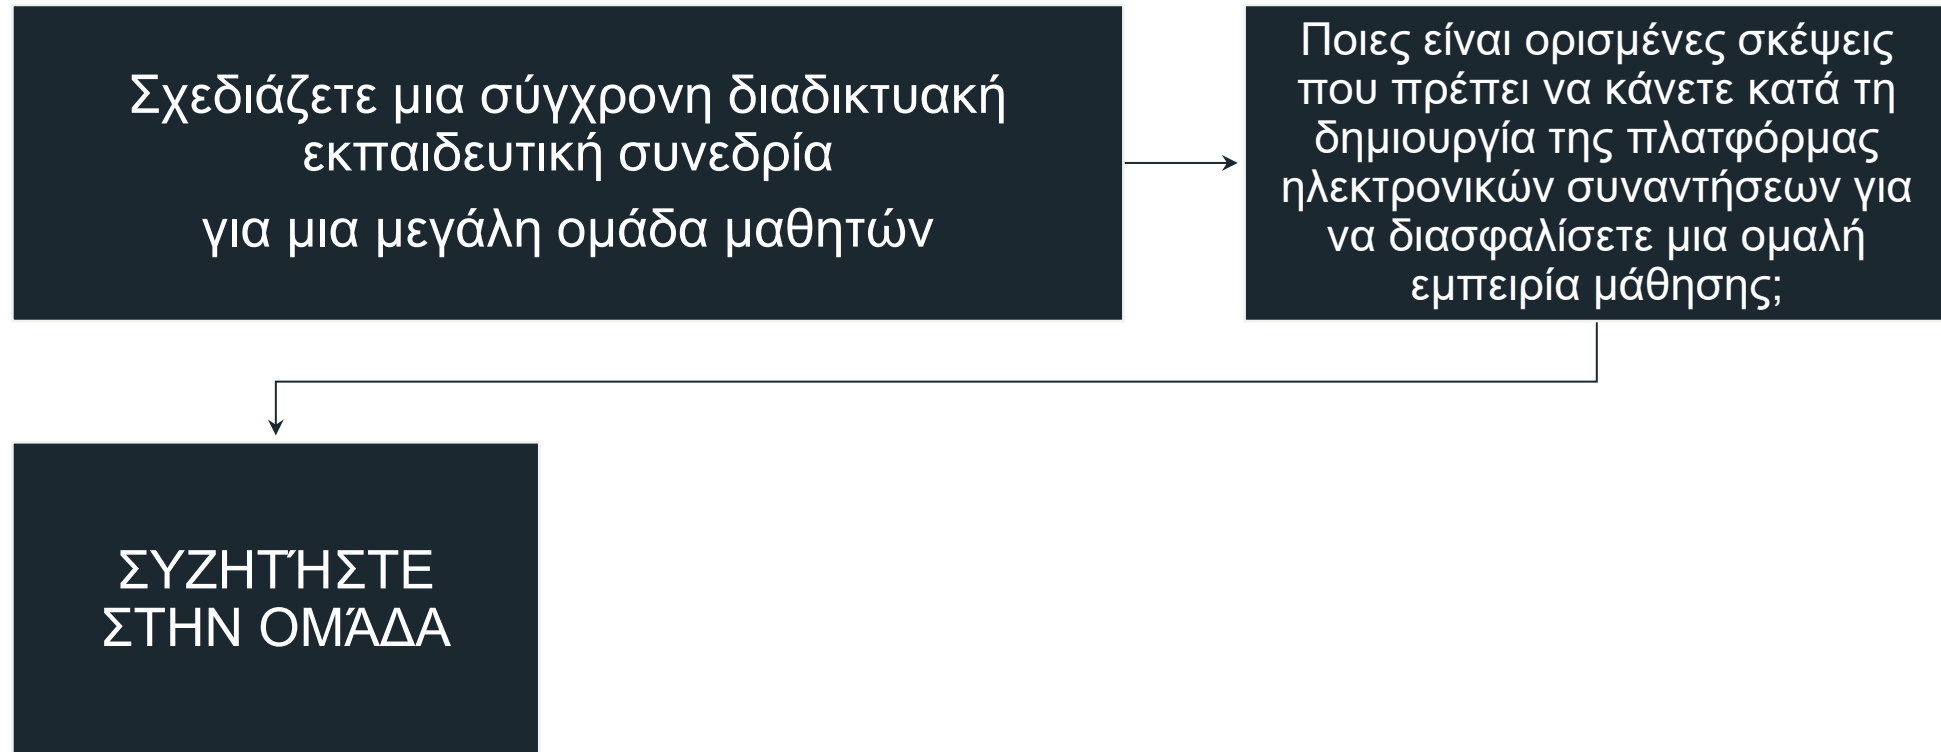 Σχεδιάζετε μια σύγχρονη διαδικτυακή
εκπαιδευτική συνεδρία
για μια μεγάλη ομάδα μαθητών
Ποιες είναι ορισμένες σκέψεις
που πρέπει να κάνετε κατά τη
δημιουργία της πλατφόρμας
ηλεκτρονικών συναντήσεων για
να διασφαλίσετε μια ομαλή
εμπειρία μάθησης;
ΣΥΖΗΤΉΣΤΕ
ΣΤΗΝ ΟΜΆΔΑ